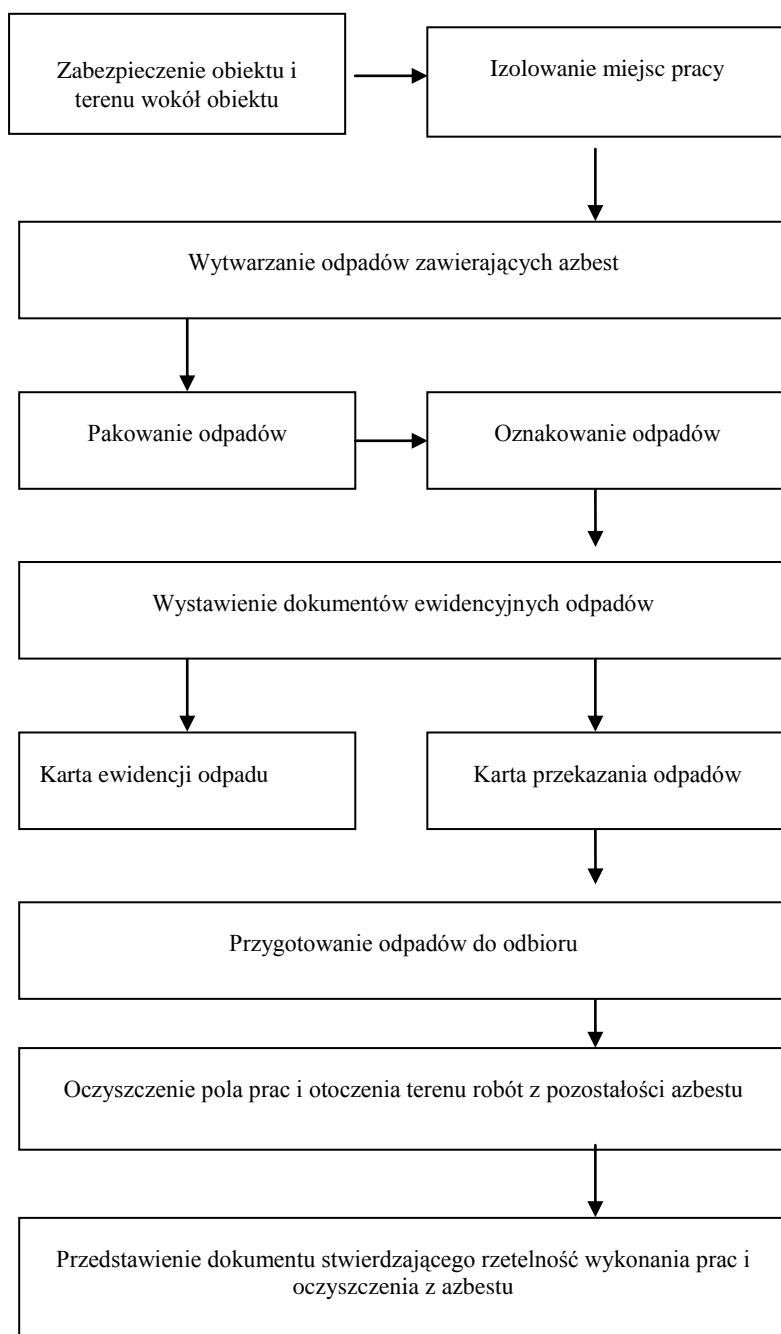 Zabezpieczenie obiektu i
terenu wokół obiektu
Izolowanie miejsc pracy
Wytwarzanie odpadów zawierających azbest
Pakowanie odpadów
Oznakowanie odpadów
Wystawienie dokumentów ewidencyjnych odpadów
Karta ewidencji odpadu
Karta przekazania odpadów
Przygotowanie odpadów do odbioru
Oczyszczenie pola prac i otoczenia terenu robót z pozostałości azbestu
Przedstawienie dokumentu stwierdzającego rzetelność wykonania prac i
oczyszczenia z azbestu